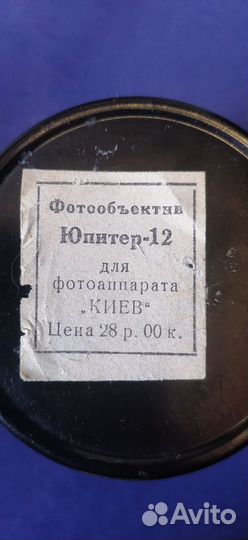 Фотообъектив
Юпитер-12
для
фотоаппарата
„КИЕВ“
Цена 28 р. 00 к.
Avito